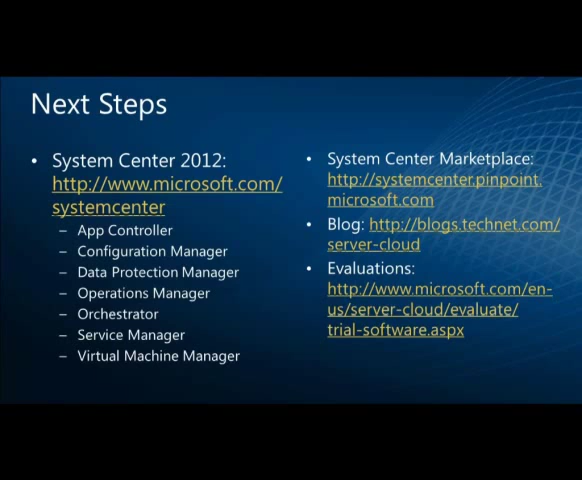 Next Steps
• System Center 2012:
http://www.microsoft.com/
systemcenter
– App Controller
– Configuration Manager
– Data Protection Manager
– Operations Manager
– Orchestrator
– Service Manager
– Virtual Machine Manager
• System Center Marketplace:
http://systemcenter.pinpoint.
microsoft.com
• Blog: http://blogs.technet.com/
server-cloud
• Evaluations:
http://www.microsoft.com/en-
us/server-cloud/evaluate/
trial-software.aspx